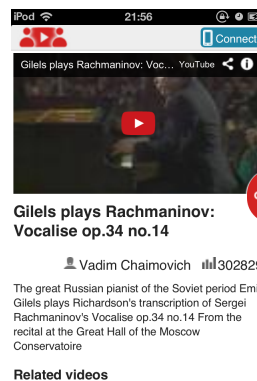 iPod 21:56
Connect
Gilels plays Rachmaninov: Voc... YouTube
Gilels plays Rachmaninov:
Vocalise op.34 no.14
Vadim Chaimovich 302829
The great Russian pianist of the Soviet period Emi
Gilels plays Richardson's transcription of Sergei
Rachmaninov's Vocalise op.34 no.14 From the
recital at the Great Hall of the Moscow
Conservatoire
Related videos